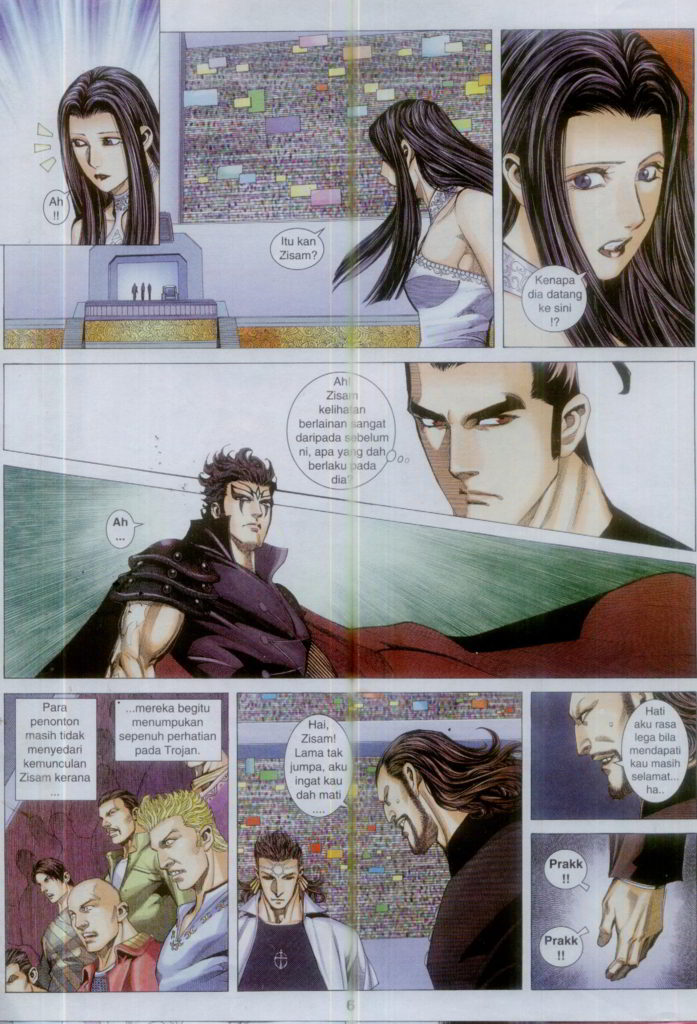 Ah
!!
Itu kan
Zisam?
Kenapa
dia datang
ke sini
!?
Ah!
Zisam
kelihatan
berlainan sangat
daripada sebelum
ni, apa yang dah
berlaku pada
dia?
Ah
...
Para
penonton
masih tidak
menyedari
kemunculan
Zisam kerana
...
...mereka begitu
menumpukan
sepenuh perhatian
pada Trojan.
Hai,
Zisam!
Lama tak
jumpa, aku
ingat kau
dah mati
....
Hati
aku rasa
lega bila
mendapati
kau masih
selamat...
ha..
Prakk
!!
Prakk
!!
6